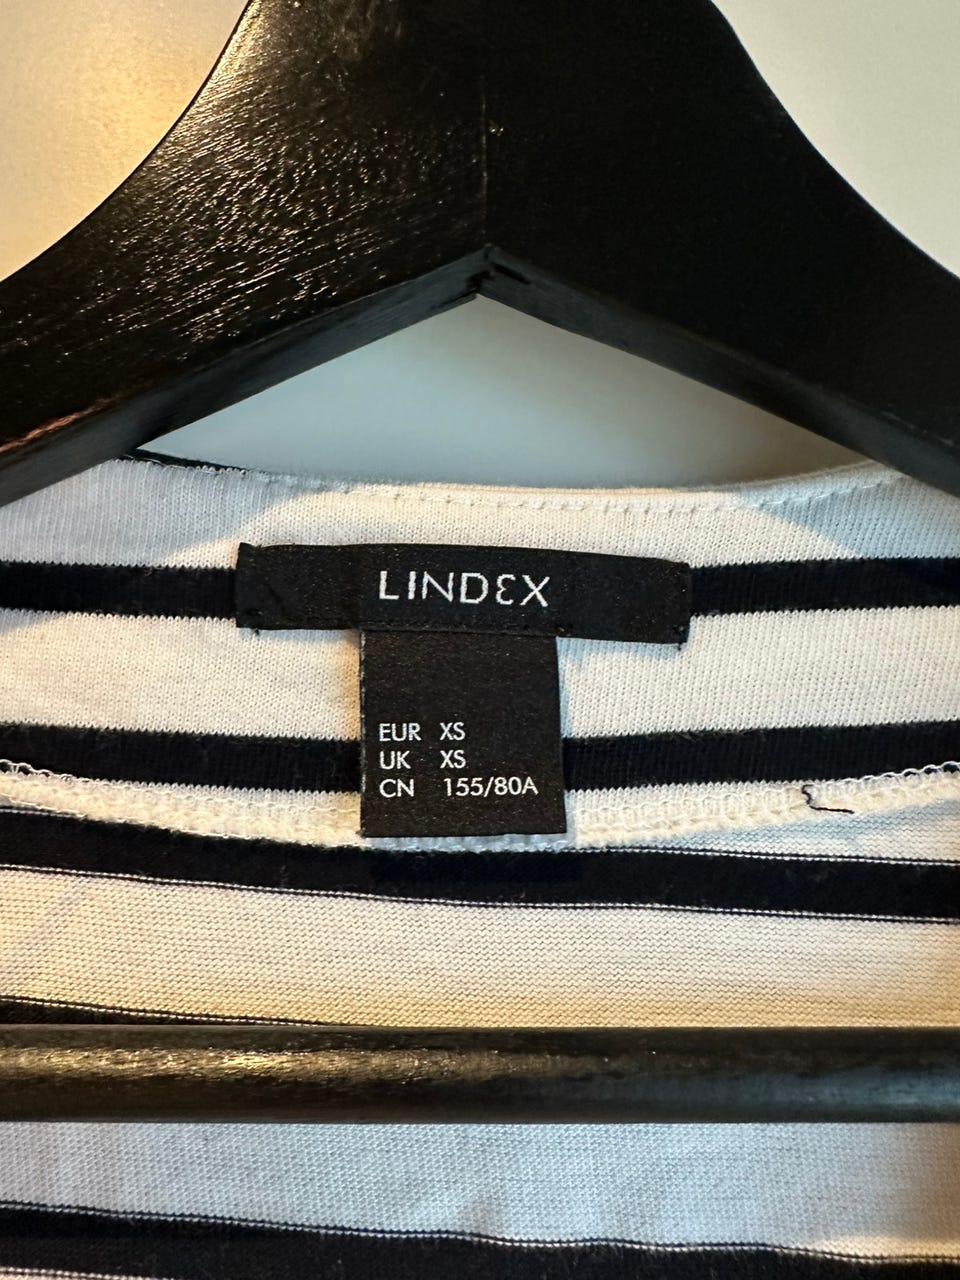 LINDEX
EUR XS
UK XS
CN 155/80A